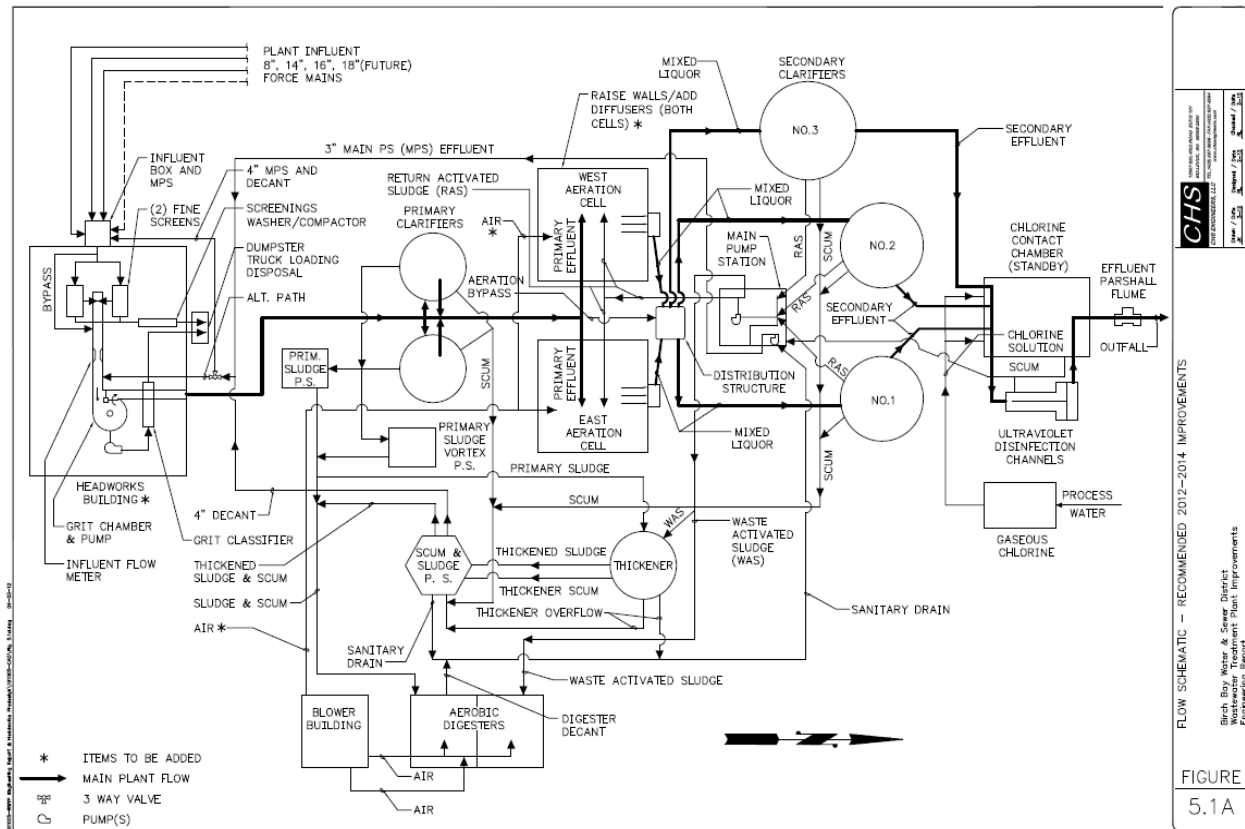 PLANT INFLUENT
8", 14", 16", 18"(FUTURE)
FORCE MAINS
INFLUENT
BOX AND
MPS
4" MPS AND
DECANT
(2) FINE
SCREENS
SCREENINGS
WASHER/COMPACTOR
DUMPSTER
TRUCK LOADING
DISPOSAL
ALT. PATH
BYPASS
HEADWORKS
BUILDING *
GRIT CHAMBER
& PUMP
INFLUENT FLOW
METER
GRIT CLASSIFIER
4" DECANT
THICKENED
SLUDGE & SCUM
SLUDGE & SCUM
AIR *
3" MAIN PS (MPS) EFFLUENT
RETURN ACTIVATED
SLUDGE (RAS)
PRIMARY
CLARIFIERS
AIR
*
AERATION
BYPASS
PRIM.
SLUDGE
P.S.
SCUM
PRIMARY
SLUDGE
VORTEX
P.S.
RAISE WALLS/ADD
DIFFUSERS (BOTH
CELLS) *
WEST
AERATION
CELL
PRIMARY
EFFLUENT
PRIMARY
EFFLUENT
EAST
AERATION
CELL
MIXED
LIQUOR
SECONDARY
CLARIFIERS
NO.3
MIXED
LIQUOR
MAIN
PUMP
STATION
RAS
SCUM
NO.2
RAS
SECONDARY
EFFLUENT
RAS
NO.1
DISTRIBUTION
STRUCTURE
MIXED
LIQUOR
SCUM
SECONDARY
EFFLUENT
CHLORINE
CONTACT
CHAMBER
(STANDBY)
EFFLUENT
PARSHALL
FLUME
CHLORINE
SOLUTION
OUTFALL
SCUM
ULTRAVIOLET
DISINFECTION
CHANNELS
PROCESS
WATER
GASEOUS
CHLORINE
PRIMARY SLUDGE
SCUM
WAS
WASTE
ACTIVATED
SLUDGE
(WAS)
SCUM &
SLUDGE
P. S.
THICKENED SLUDGE
THICKENER
THICKENER
SCUM
THICKENER OVERFLOW
SANITARY DRAIN
SANITARY
DRAIN
WASTE ACTIVATED SLUDGE
BLOWER
BUILDING
AEROBIC
DIGESTERS
DIGESTER
DECANT
AIR
AIR
* ITEMS TO BE ADDED
MAIN PLANT FLOW
3 WAY VALVE
PUMP(S)
CHS
CHS ENGINEERS, LLC
FLOW SCHEMATIC – RECOMMENDED 2012-2014 IMPROVEMENTS
Birch Bay Water & Sewer District
Wastewater Treatment Plant Improvements
Engineering Report
FIGURE
5.1A